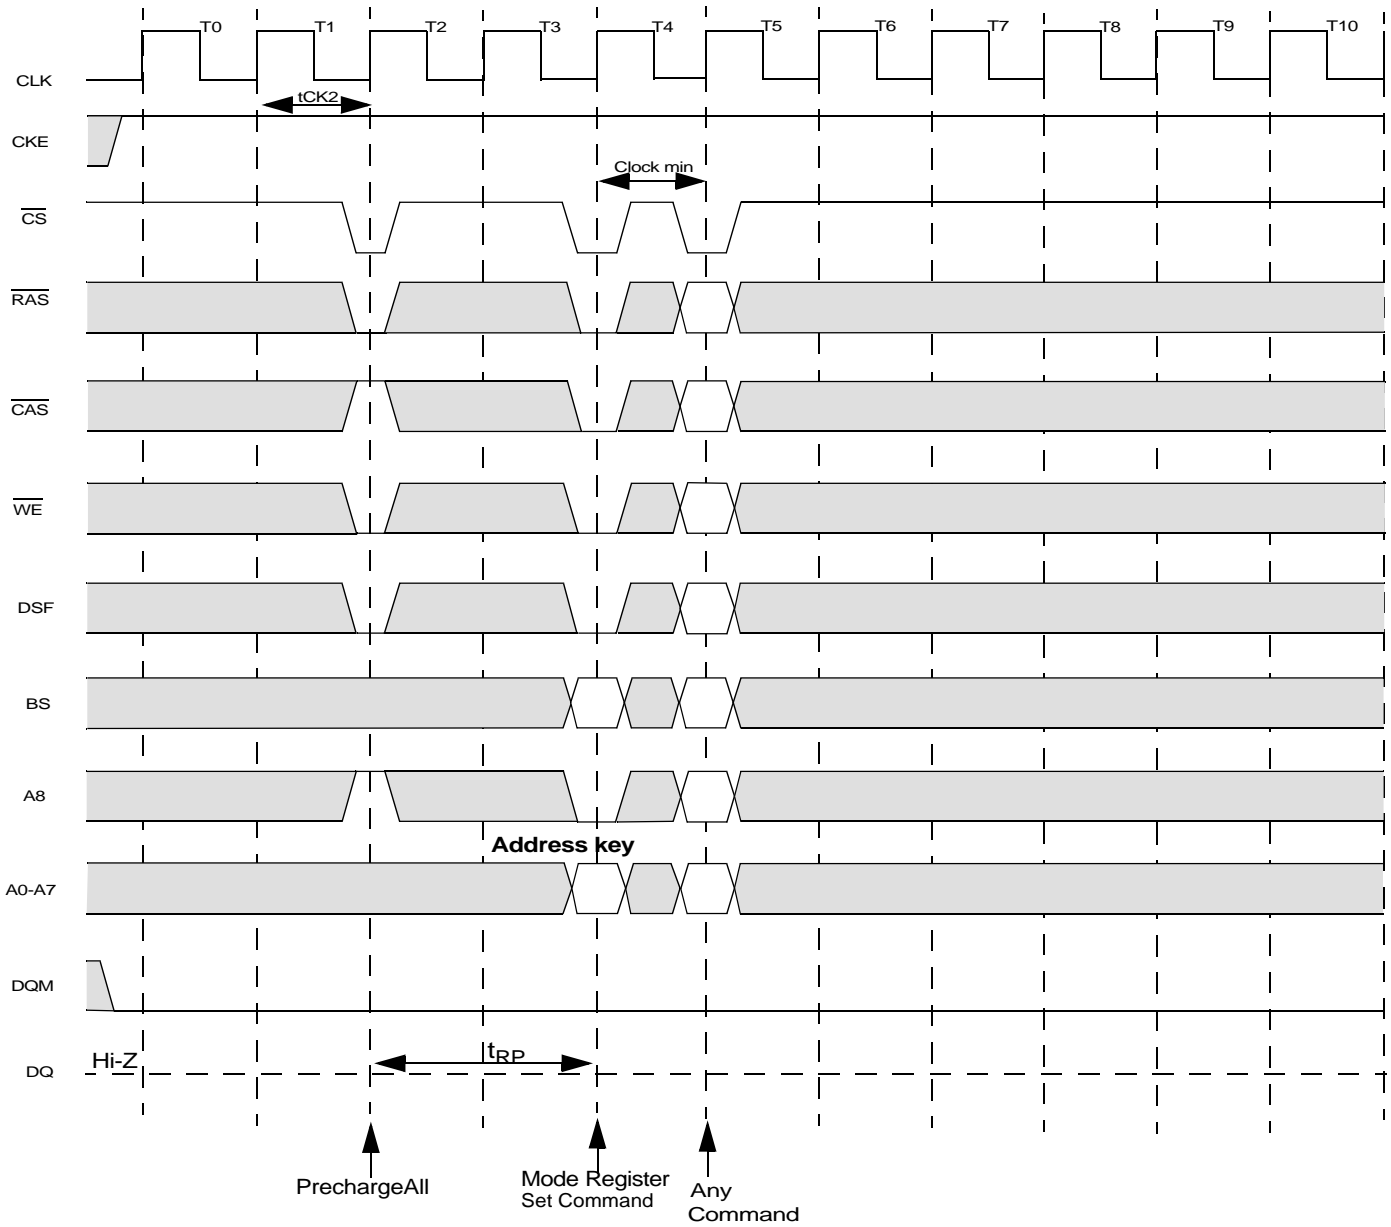 T0 T1 T2 T3 T4 T5 T6 T7 T8 T9 T10
CLK
tCK2
CKE
Clock min
CS
RAS
CAS
WE
DSF
BS
A8
Address key
A0-A7
DQM
Hi-Z
tRP
DQ
PrechargeAll
Mode Register
Set Command
Any
Command